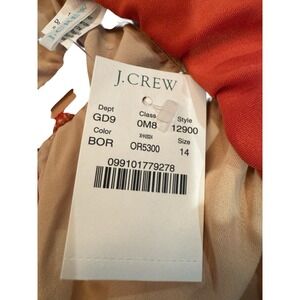 J.CREW
Dept Class Style
GD9 0M8 12900
Color Size
BOR OR5300 14
099101779278